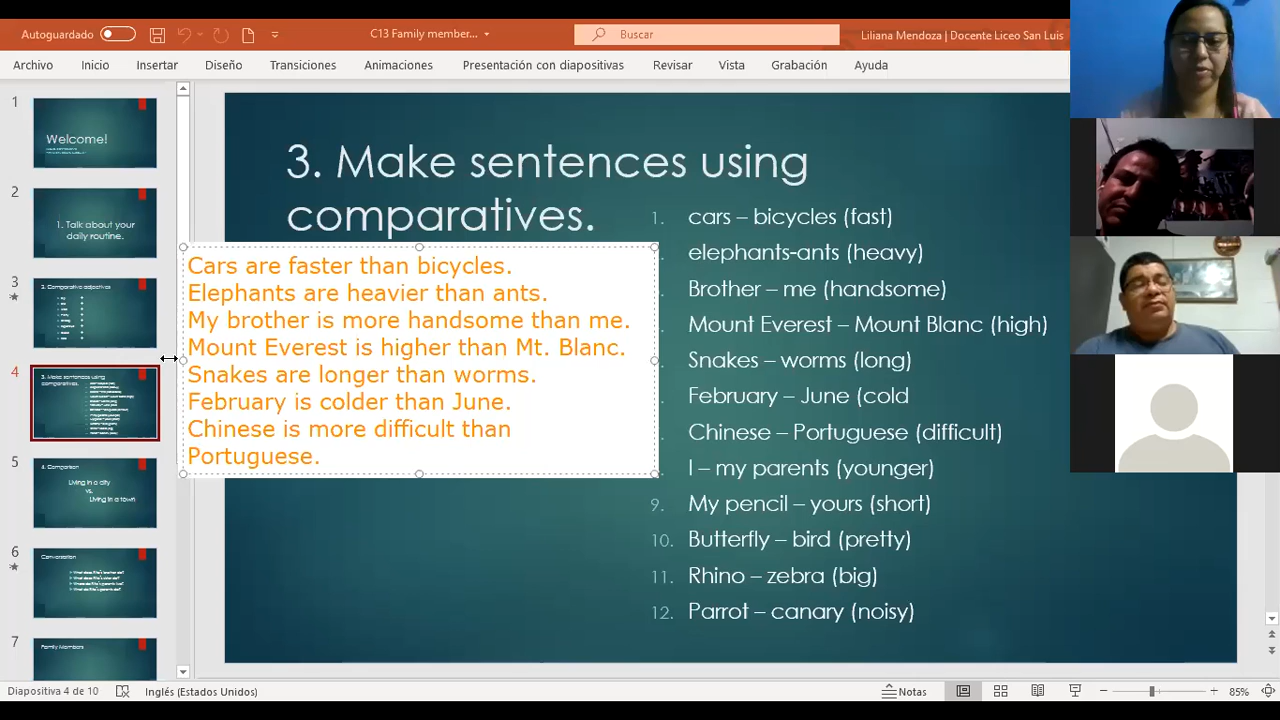 Autoguardado
C13 Family member...
Buscar
Liliana Mendoza | Docente Liceo San Luis
Archivo Inicio Insertar Diseño Transiciones Animaciones Presentación con diapositivas Revisar Vista Grabación Ayuda
1
Welcome!
2
1. Talk about your
daily routine.
3
2. Comparative adjectives
4
3. Make sentences using
comparatives.
5
4. Comparison
Living in a city
vs.
Living in a town
6
Conversation
7
Family Members
3. Make sentences using
comparatives.
Cars are faster than bicycles.
Elephants are heavier than ants.
My brother is more handsome than me.
Mount Everest is higher than Mt. Blanc.
Snakes are longer than worms.
February is colder than June.
Chinese is more difficult than
Portuguese.
1. cars – bicycles (fast)
elephants-ants (heavy)
Brother – me (handsome)
Mount Everest – Mount Blanc (high)
Snakes – worms (long)
February – June (cold
Chinese – Portuguese (difficult)
I – my parents (younger)
9. My pencil – yours (short)
10. Butterfly – bird (pretty)
11. Rhino – zebra (big)
12. Parrot – canary (noisy)
Diapositiva 4 de 10
Inglés (Estados Unidos)
Notas
85%